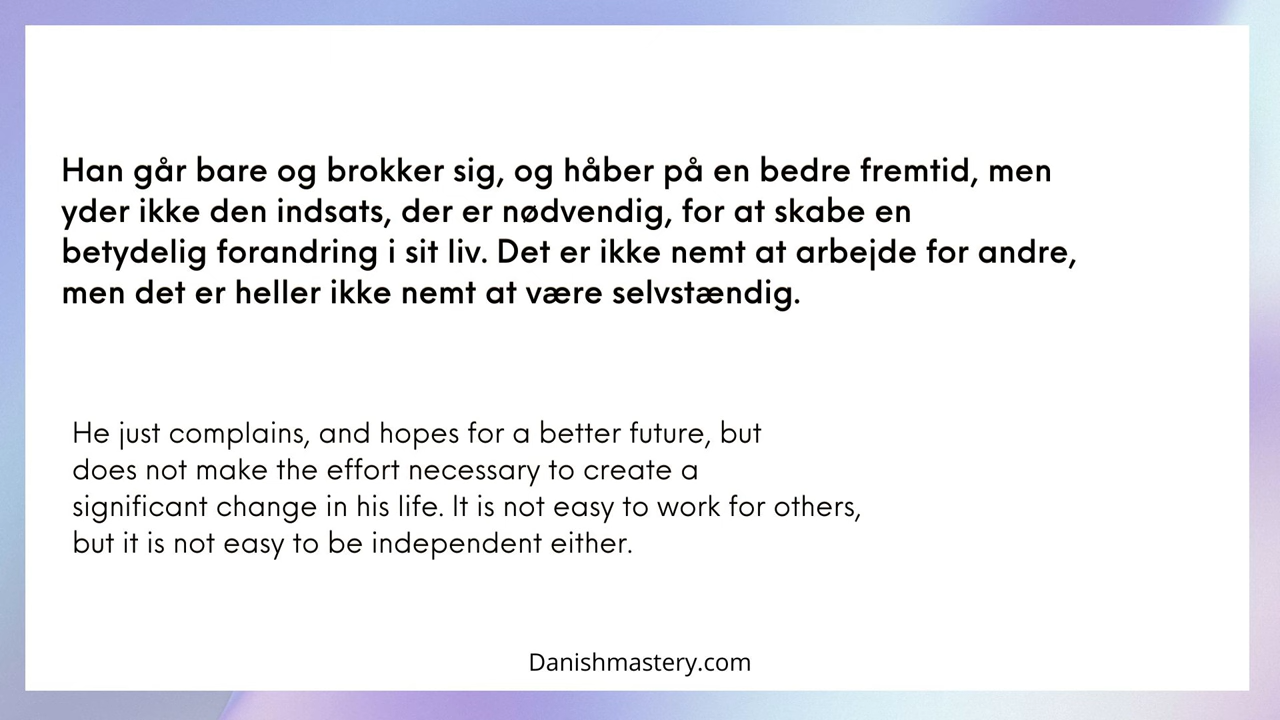 Han går bare og brokker sig, og håber på en bedre fremtid, men
yder ikke den indsats, der er nødvendig, for at skabe en
betydelig forandring i sit liv. Det er ikke nemt at arbejde for andre,
men det er heller ikke nemt at være selvstændig.
He just complains, and hopes for a better future, but
does not make the effort necessary to create a
significant change in his life. It is not easy to work for others,
but it is not easy to be independent either.
Danishmastery.com